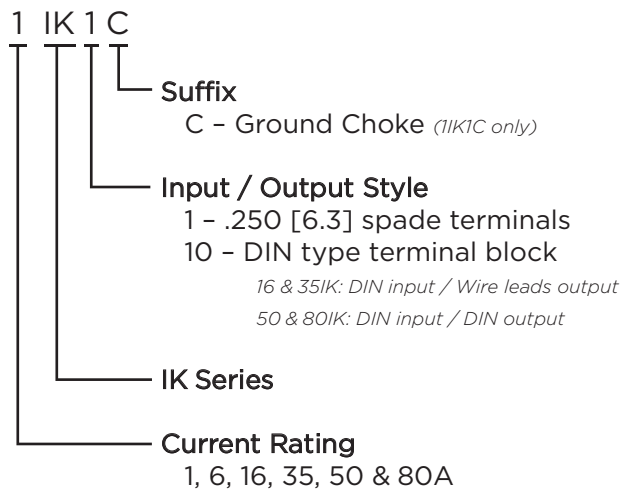 1 IK 1 C
Suffix
C – Ground Choke (1IK1C only)
Input / Output Style
1 – .250 [6.3] spade terminals
10 – DIN type terminal block
16 & 35IK: DIN input / Wire leads output
50 & 80IK: DIN input / DIN output
IK Series
Current Rating
1, 6, 16, 35, 50 & 80A